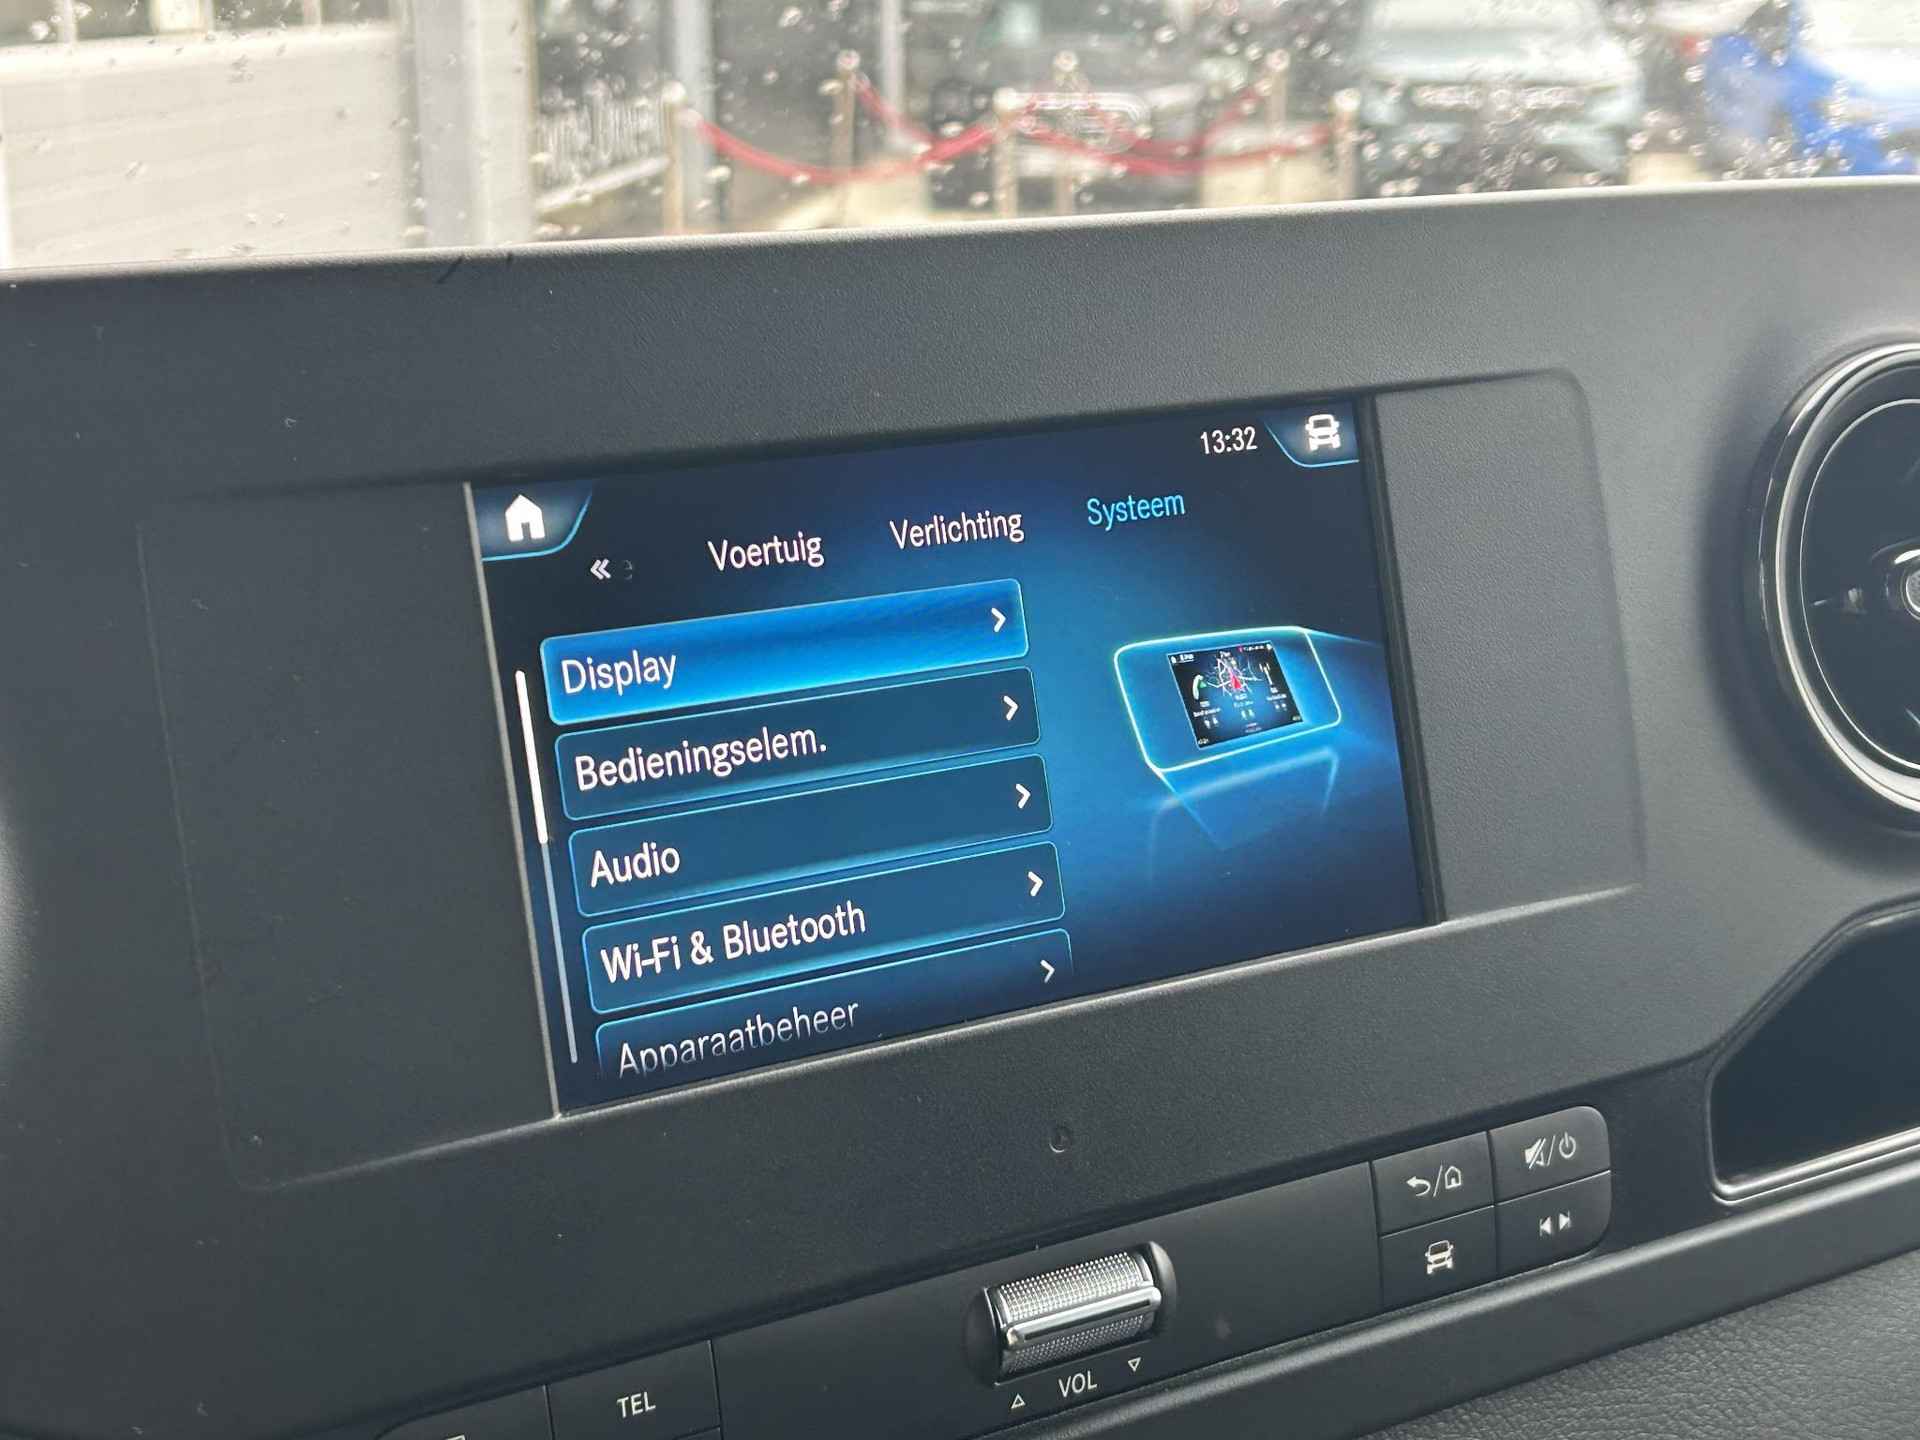 13:32
« e Voertuig Verlichting Systeem
Display
Bedieningselem.
Audio
Wi-Fi & Bluetooth
Apparaatbeheer
TEL
VOL